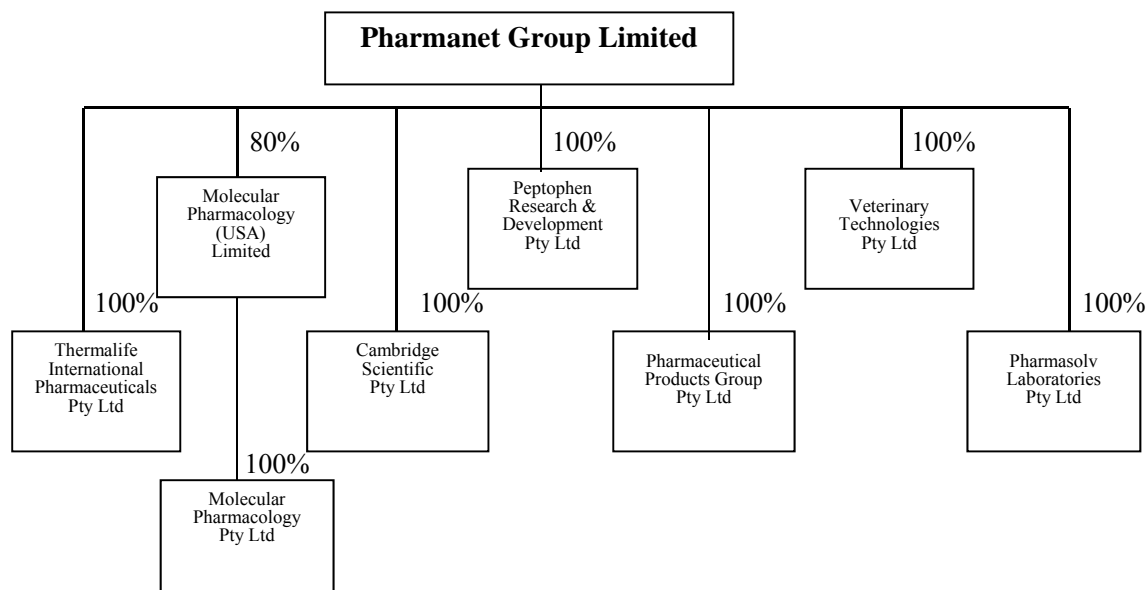 Pharmanet Group Limited
80%
Molecular
Pharmacology
(USA)
Limited
100%
Peptophen
Research &
Development
Pty Ltd
100%
Veterinary
Technologies
Pty Ltd
100%
Thermalife
International
Pharmaceuticals
Pty Ltd
100%
Cambridge
Scientific
Pty Ltd
100%
Pharmaceutical
Products Group
Pty Ltd
100%
Pharmasolv
Laboratories
Pty Ltd
100%
Molecular
Pharmacology
Pty Ltd